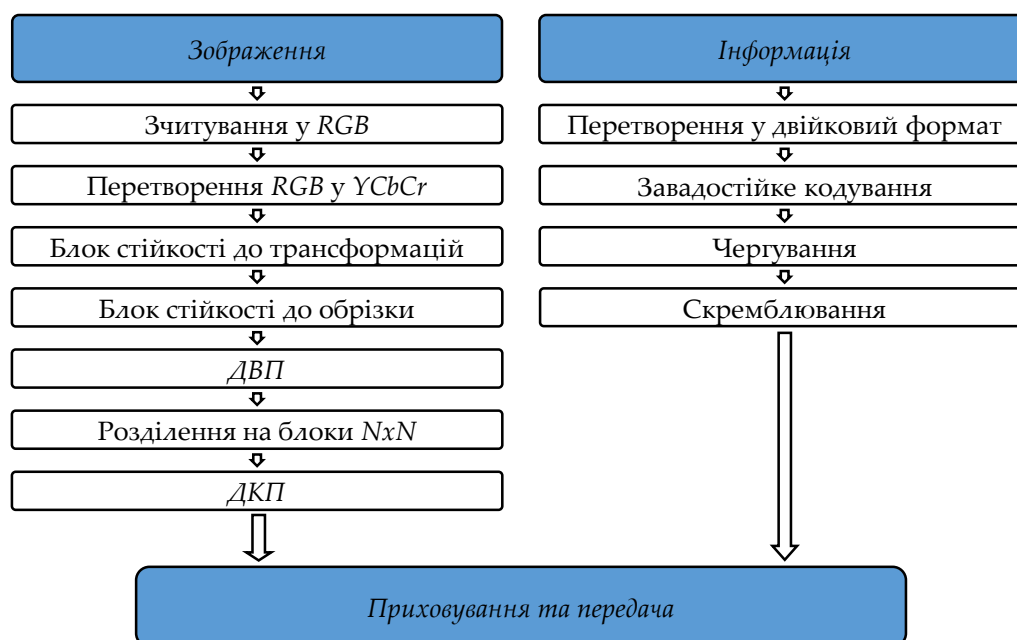 Зображення
Зчитування у RGB
Перетворення RGB у YCbCr
Блок стійкості до трансформацій
Блок стійкості до обрізки
ДВП
Розділення на блоки NxN
ДКП
Інформація
Перетворення у двійковий формат
Завадостійке кодування
Чергування
Скремблювання
Приховування та передача